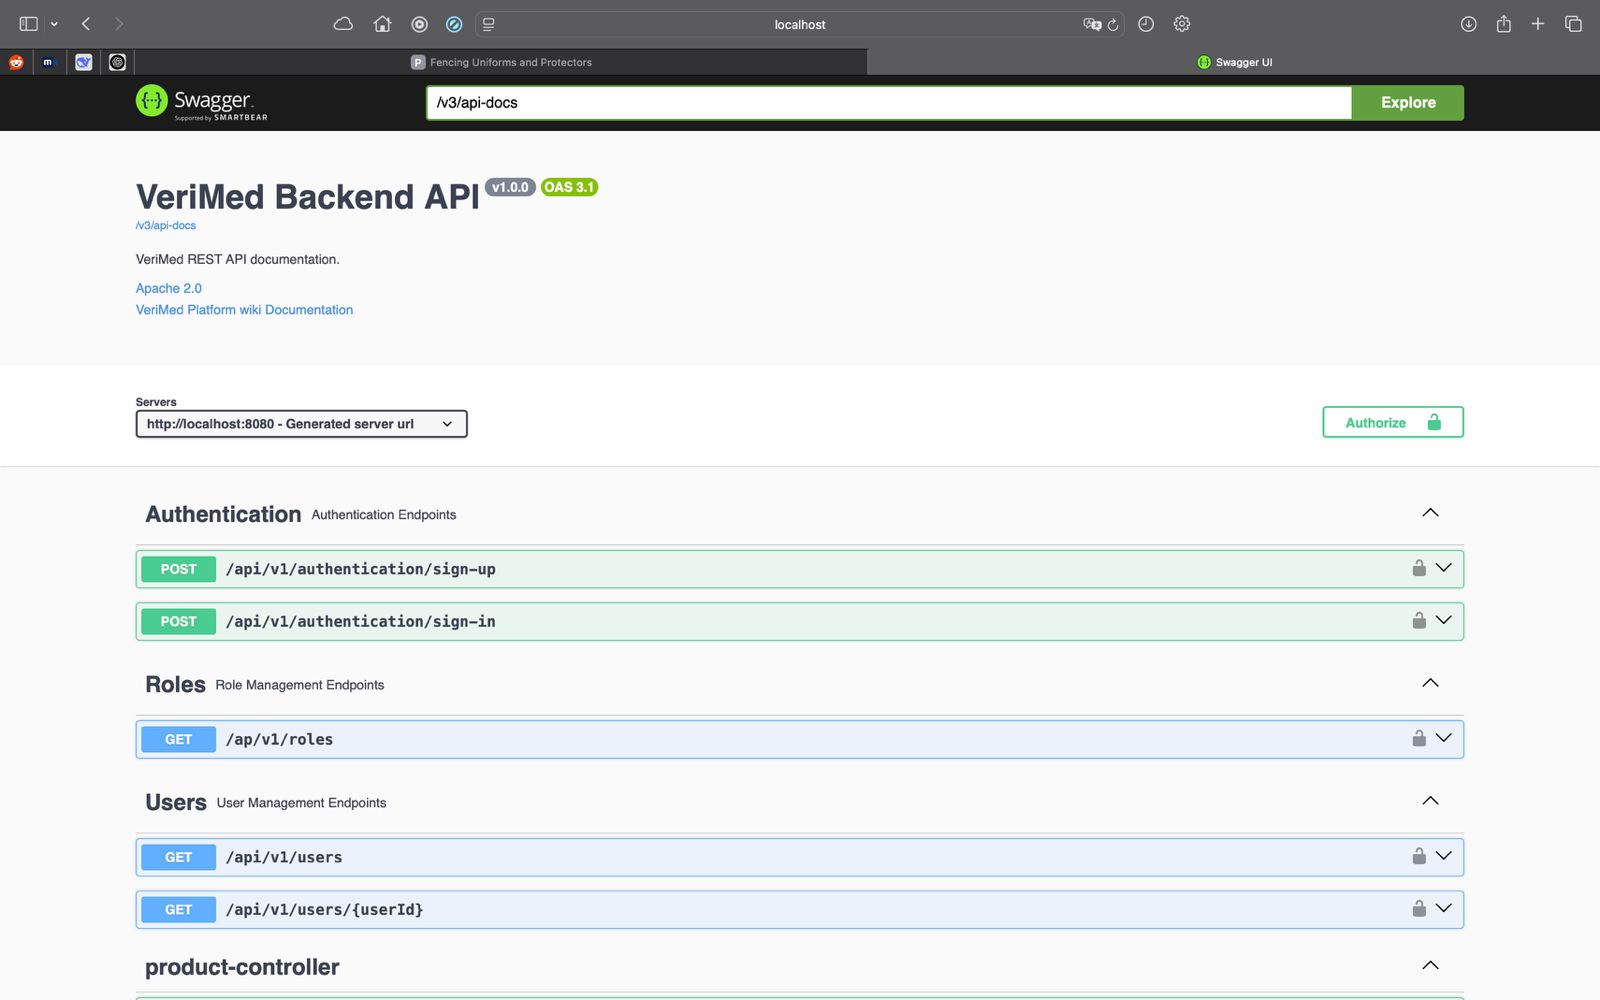 localhost
Fencing Uniforms and Protectors
Swagger UI
Swagger
Supported by SMARTBEAR
/v3/api-docs
Explore
VeriMed Backend API v1.0.0 OAS 3.1
/v3/api-docs
VeriMed REST API documentation.
Apache 2.0
VeriMed Platform wiki Documentation
Servers
http://localhost:8080 - Generated server url
Authorize
Authentication Authentication Endpoints
POST /api/v1/authentication/sign-up
POST /api/v1/authentication/sign-in
Roles Role Management Endpoints
GET /ap/v1/roles
Users User Management Endpoints
GET /api/v1/users
GET /api/v1/users/{userId}
product-controller